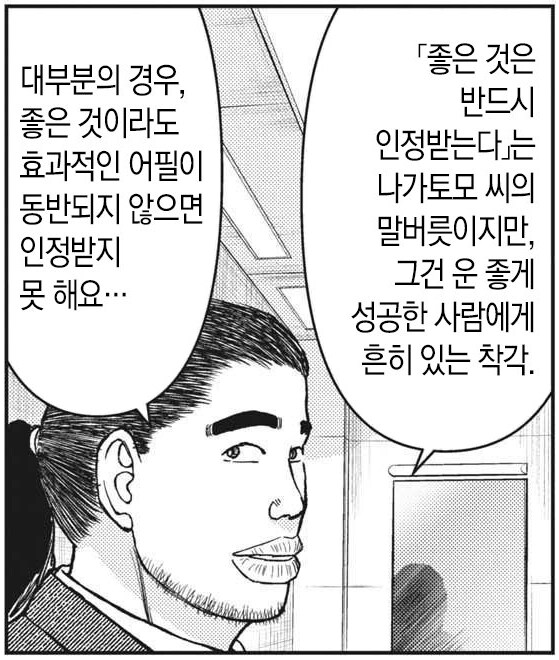 「좋은 것은
반드시
인정받는다」는
나가토모 씨의
말버릇이지만,
그건 운 좋게
성공한 사람에게
흔히 있는 착각.
대부분의 경우,
좋은 것이라도
효과적인 어필이
동반되지 않으면
인정받지
못 해요…